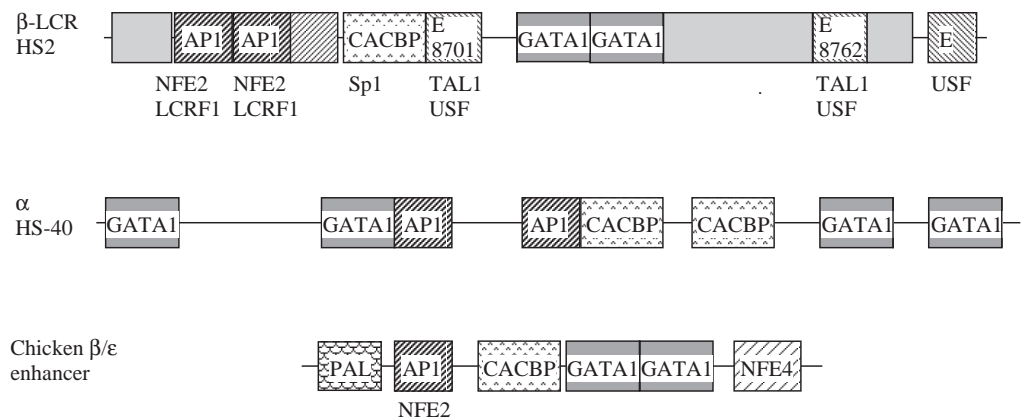 β-LCR
HS2
AP1 AP1 CACBP E 8701 GATA1 GATA1 E 8762 E
NFE2 NFE2 Sp1 TAL1 TAL1 USF
LCRF1 LCRF1 USF USF
α
HS-40
GATA1 GATA1 AP1 AP1 CACBP CACBP GATA1 GATA1
Chicken β/ε
enhancer
PAL AP1 CACBP GATA1 GATA1 NFE4
NFE2